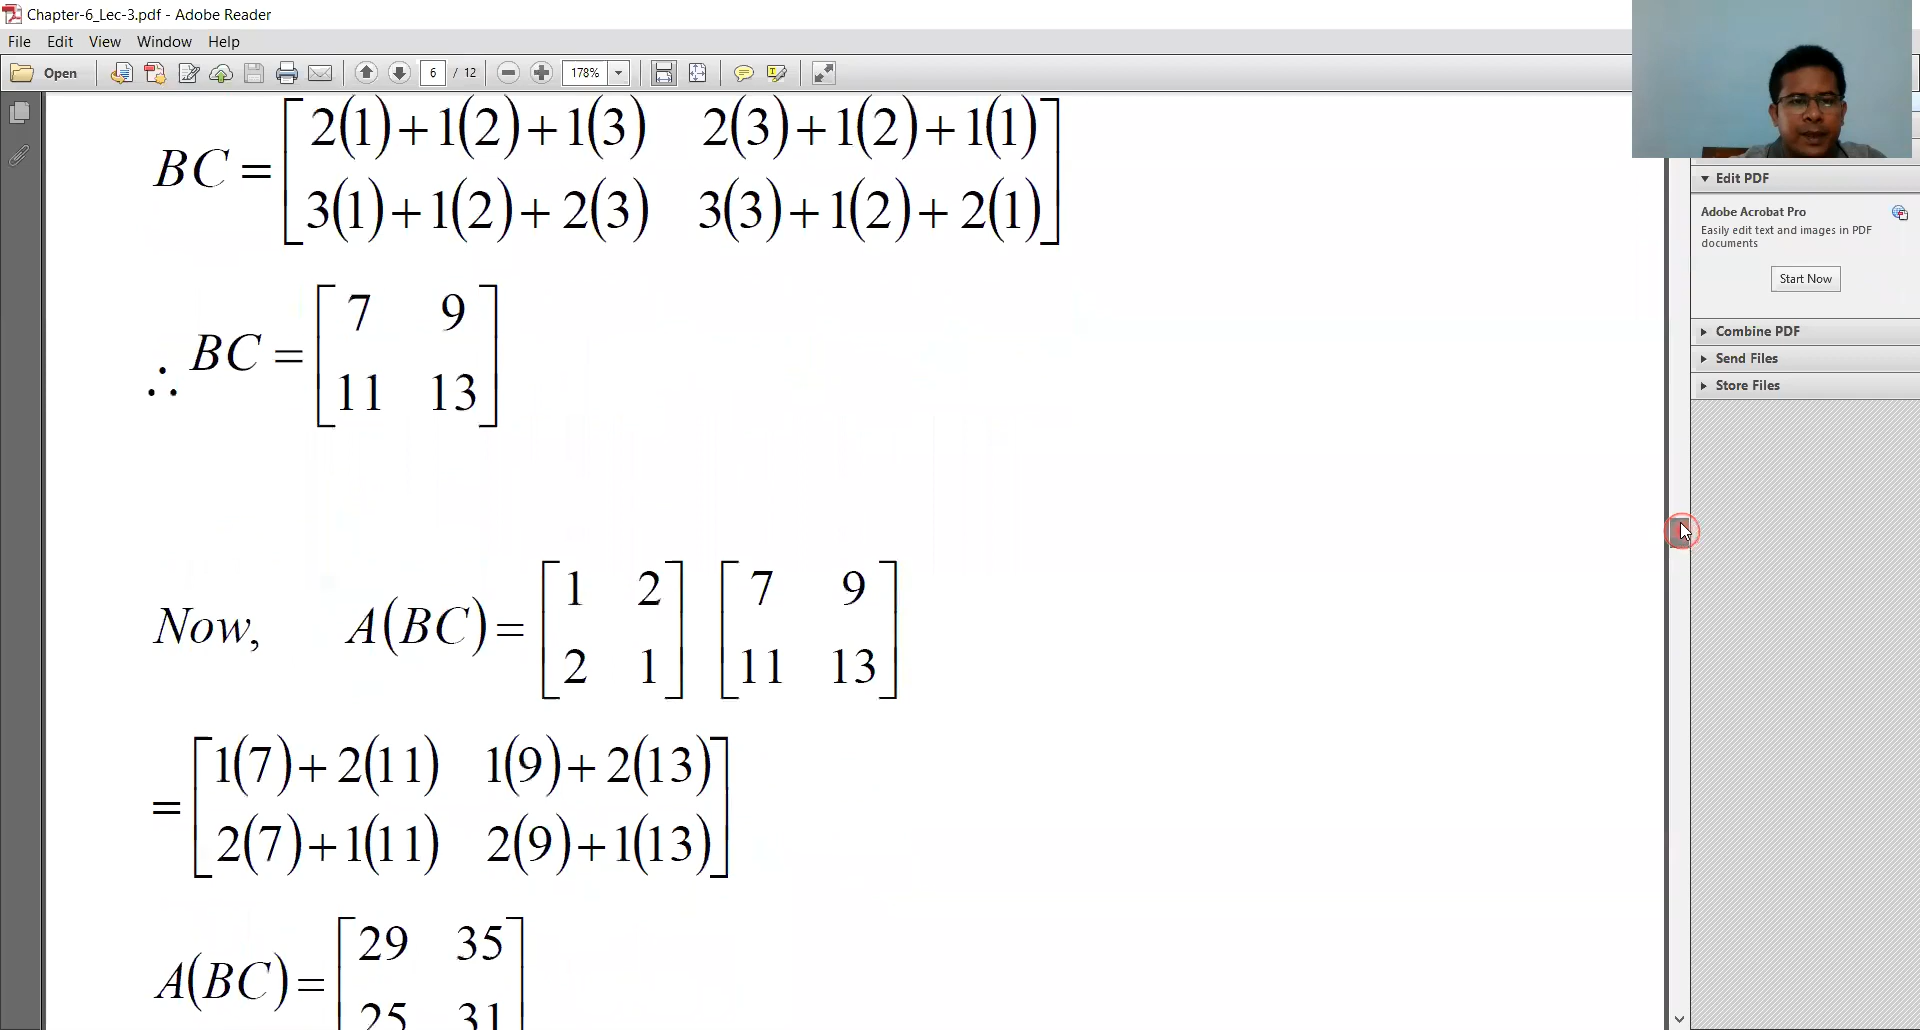 Chapter-6_Lec-3.pdf - Adobe Reader
File Edit View Window Help
Open 6 / 12 178%
BC = [ 2(1)+1(2)+1(3) 2(3)+1(2)+1(1)
3(1)+1(2)+2(3) 3(3)+1(2)+2(1) ]
∴ BC = [ 7 9
11 13 ]
Now, A(BC) = [ 1 2
2 1 ] [ 7 9
11 13 ]
= [ 1(7)+2(11) 1(9)+2(13)
2(7)+1(11) 2(9)+1(13) ]
A(BC) = [ 29 35
25 31
Edit PDF
Adobe Acrobat Pro
Easily edit text and images in PDF
documents
Start Now
Combine PDF
Send Files
Store Files